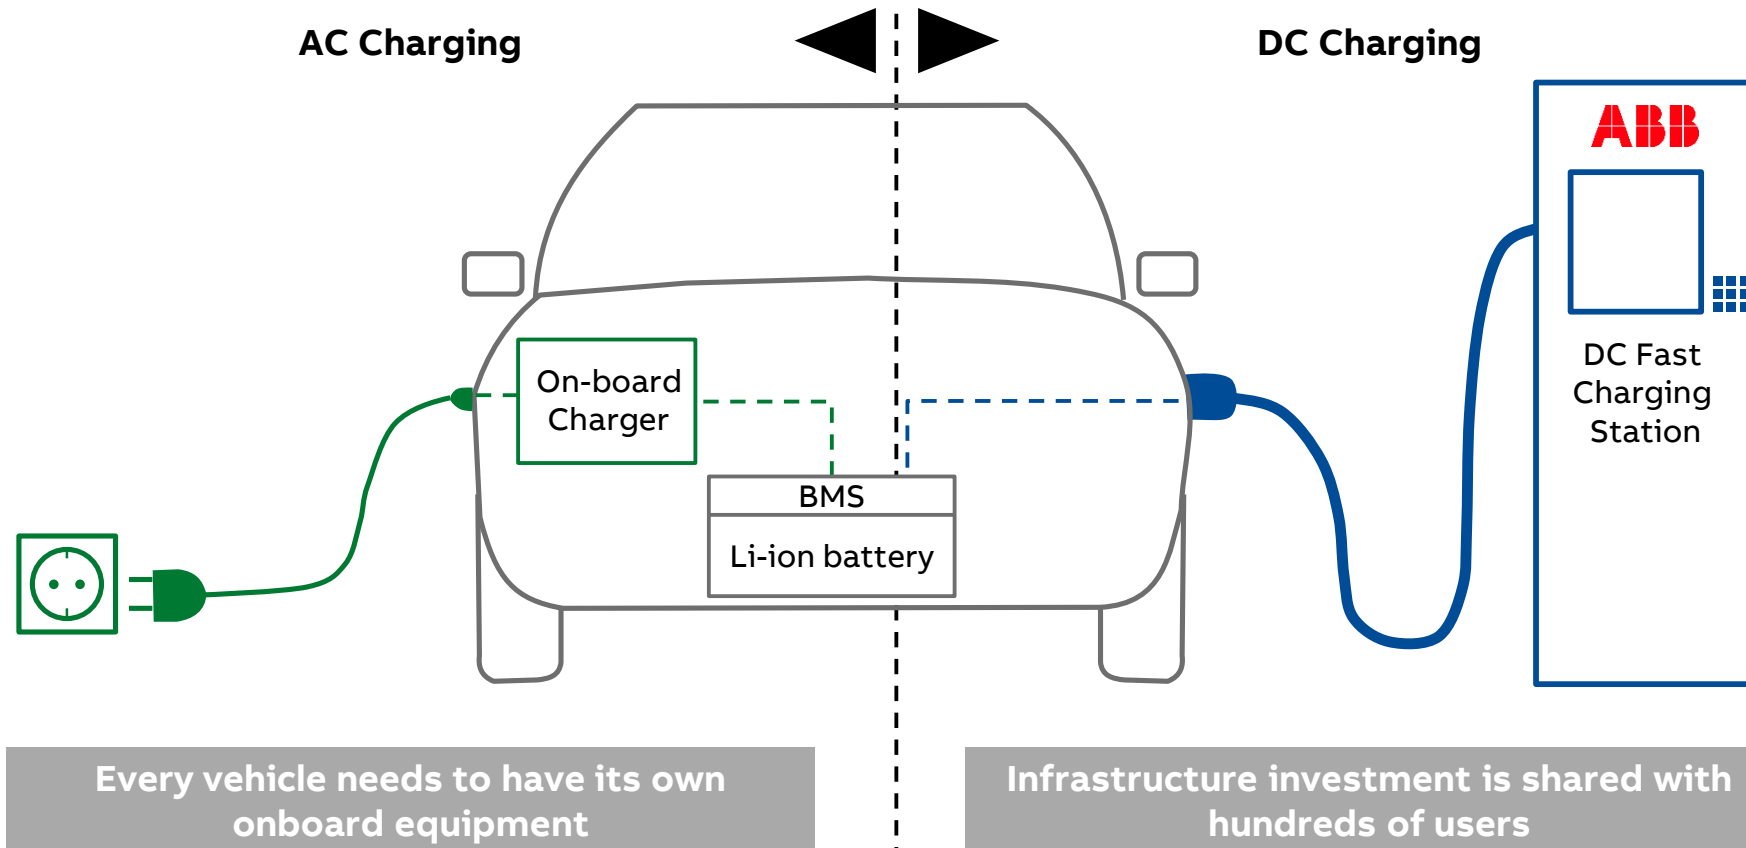 AC Charging
DC Charging
ABB
DC Fast
Charging
Station
On-board
Charger
BMS
Li-ion battery
Every vehicle needs to have its own
onboard equipment
Infrastructure investment is shared with
hundreds of users